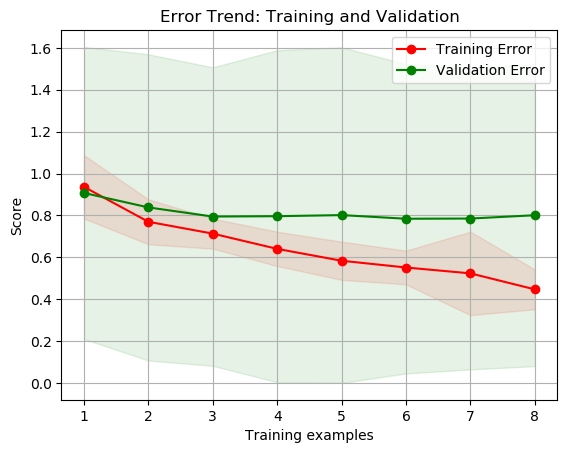 Error Trend: Training and Validation
Training Error
Validation Error
Score
1.6
1.4
1.2
1.0
0.8
0.6
0.4
0.2
0.0
1 2 3 4 5 6 7 8
Training examples